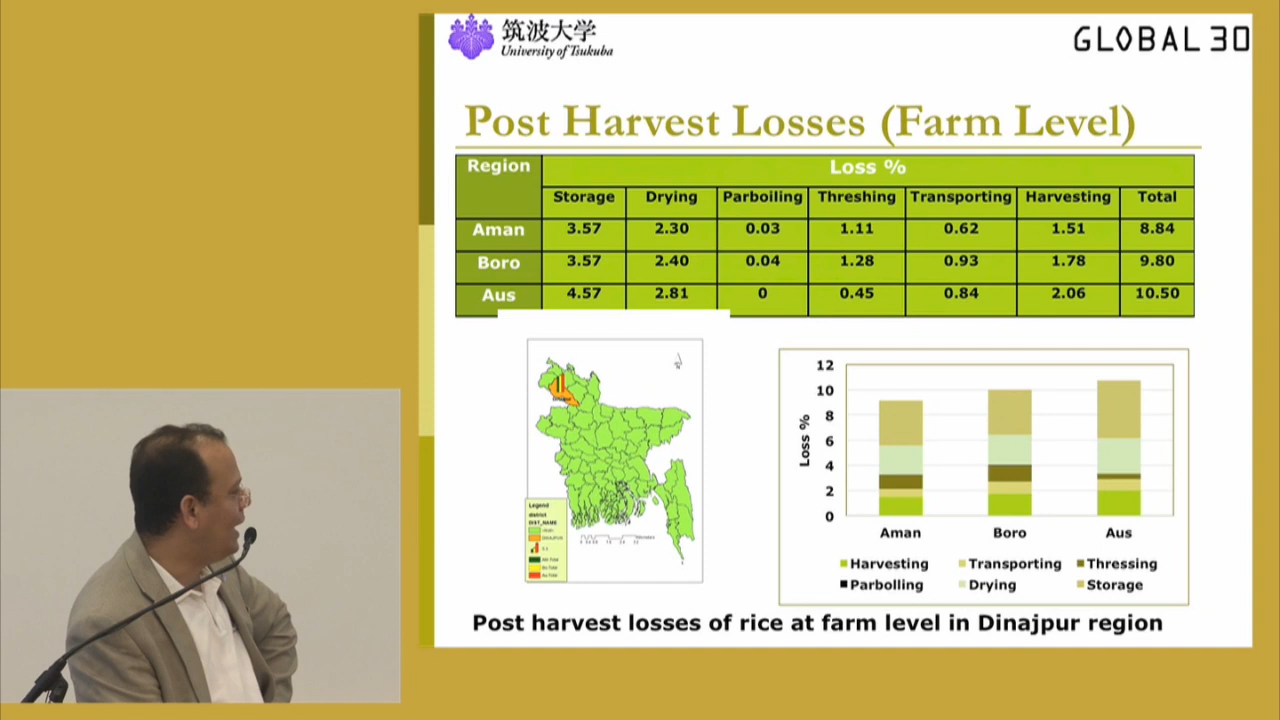 筑波大学
University of Tsukuba
GLOBAL 30
Post Harvest Losses (Farm Level)
Region Loss %
Storage Drying Parboiling Threshing Transporting Harvesting Total
Aman 3.57 2.30 0.03 1.11 0.62 1.51 8.84
Boro 3.57 2.40 0.04 1.28 0.93 1.78 9.80
Aus 4.57 2.81 0 0.45 0.84 2.06 10.50
Legend
district
DIST_NAME
12
10
8
6
4
2
0
Loss %
Aman Boro Aus
Harvesting Transporting Thressing
Parbolling Drying Storage
Post harvest losses of rice at farm level in Dinajpur region